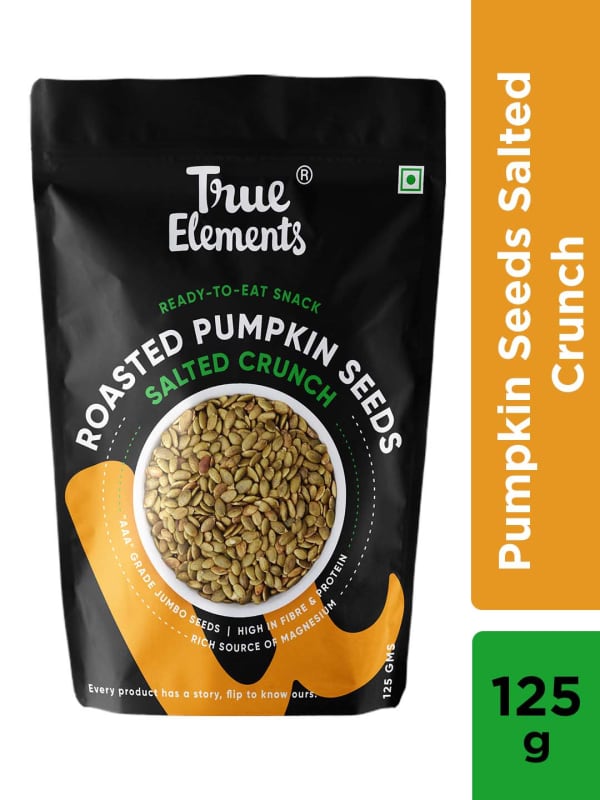 True ®
Elements
READY-TO-EAT SNACK
ROASTED PUMPKIN SEEDS
SALTED CRUNCH
"AAA" GRADE JUMBO SEEDS | HIGH IN FIBRE & PROTEIN
RICH SOURCE OF MAGNESIUM
Every product has a story, flip to know ours.
125 GMS
Pumpkin Seeds Salted
Crunch
125
g